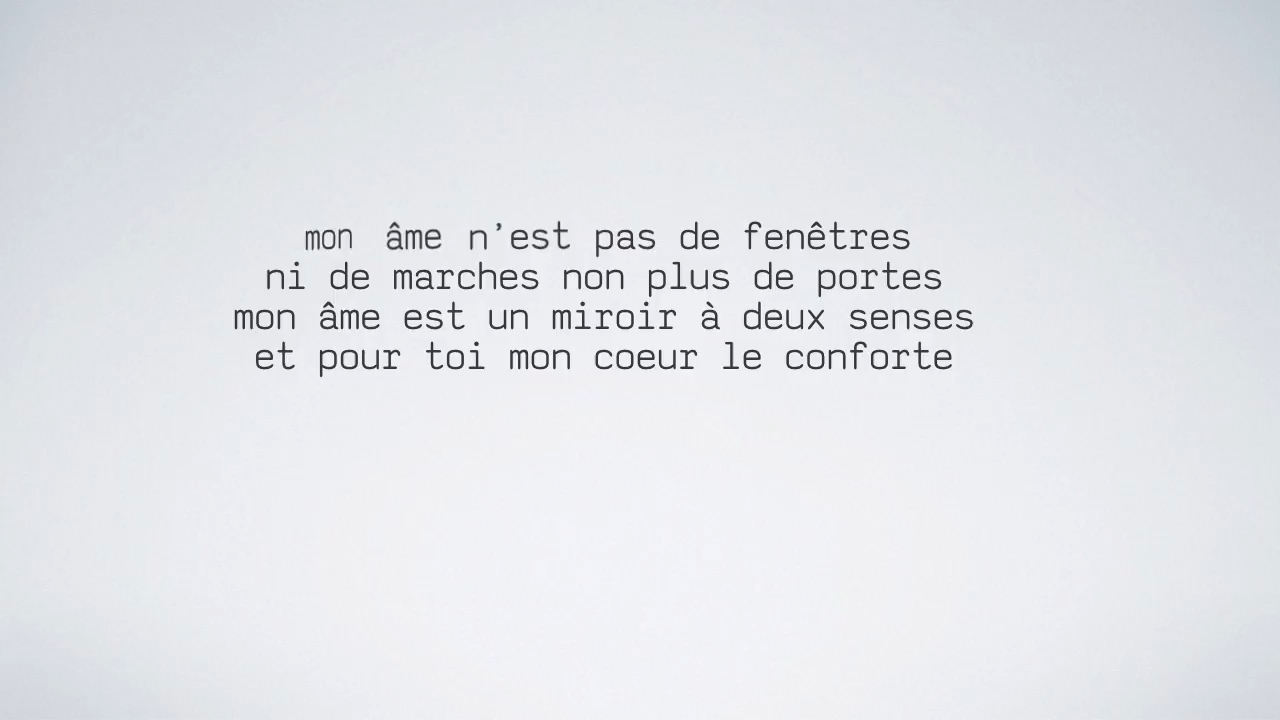 mon âme n'est pas de fenêtres
ni de marches non plus de portes
mon âme est un miroir à deux senses
et pour toi mon coeur le conforte